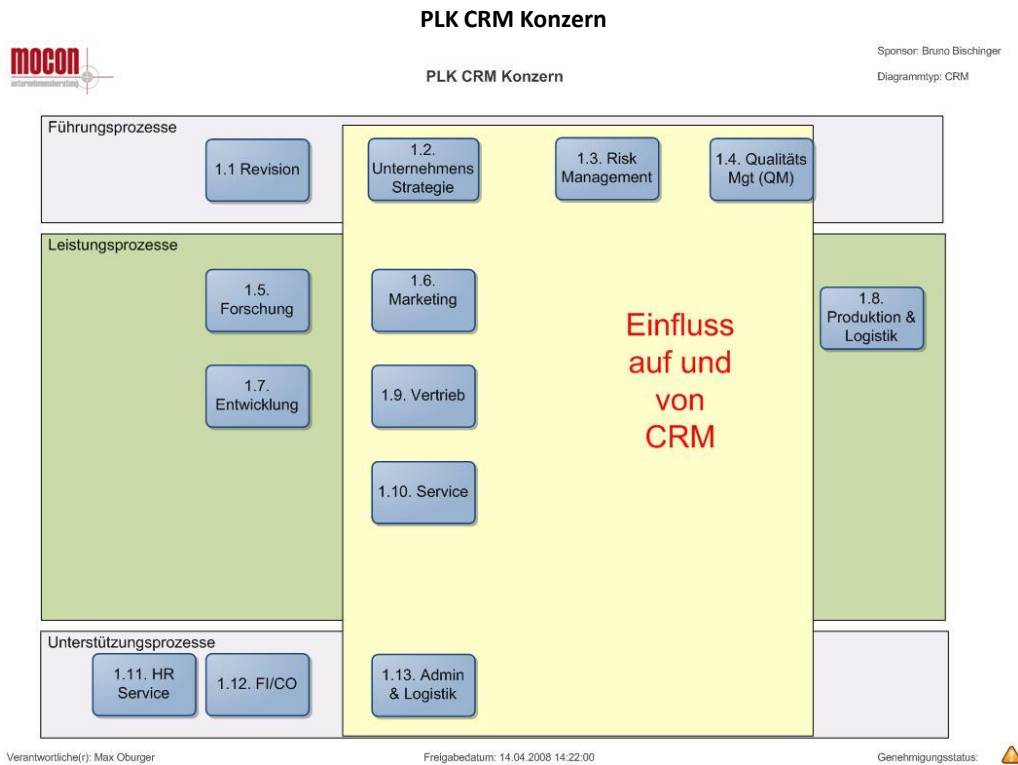 PLK CRM Konzern
mocon
unternehmensberatung
PLK CRM Konzern
Sponsor: Bruno Bischinger
Diagrammtyp: CRM
Führungsprozesse
1.1 Revision
1.2.
Unternehmens
Strategie
1.3. Risk
Management
1.4. Qualitäts
Mgt (QM)
Leistungsprozesse
1.5.
Forschung
1.6.
Marketing
1.8.
Produktion &
Logistik
Einfluss
auf und
von
CRM
1.7.
Entwicklung
1.9. Vertrieb
1.10. Service
Unterstützungsprozesse
1.11. HR
Service
1.12. FI/CO
1.13. Admin
& Logistik
Verantwortliche(r): Max Oburger
Freigabedatum: 14.04.2008 14:22:00
Genehmigungsstatus: